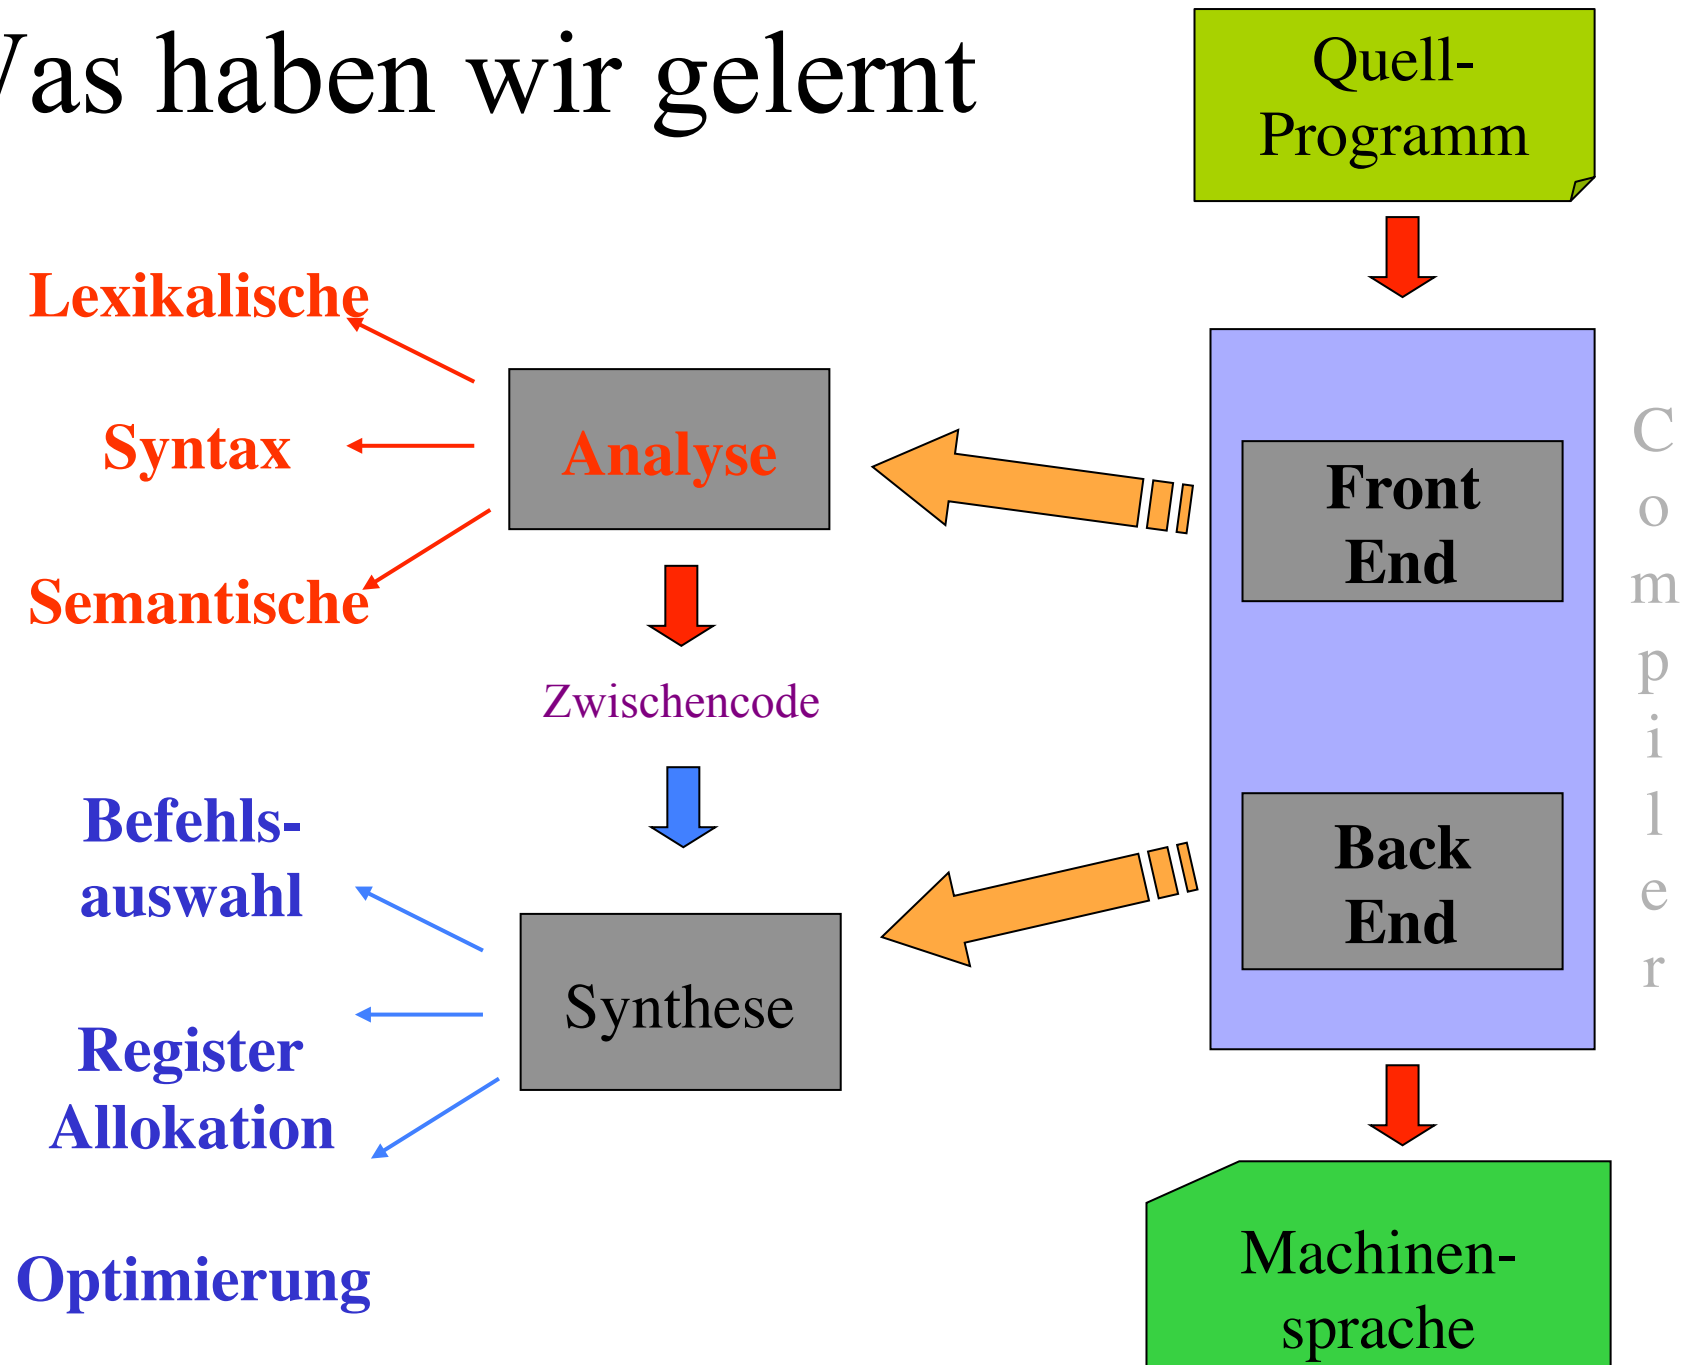 Was haben wir gelernt
Quell-
Programm
Lexikalische
Syntax
Semantische
Analyse
Zwischencode
Front
End
Back
End
Compiler
Befehls-
auswahl
Register
Allokation
Optimierung
Synthese
Machinen-
sprache